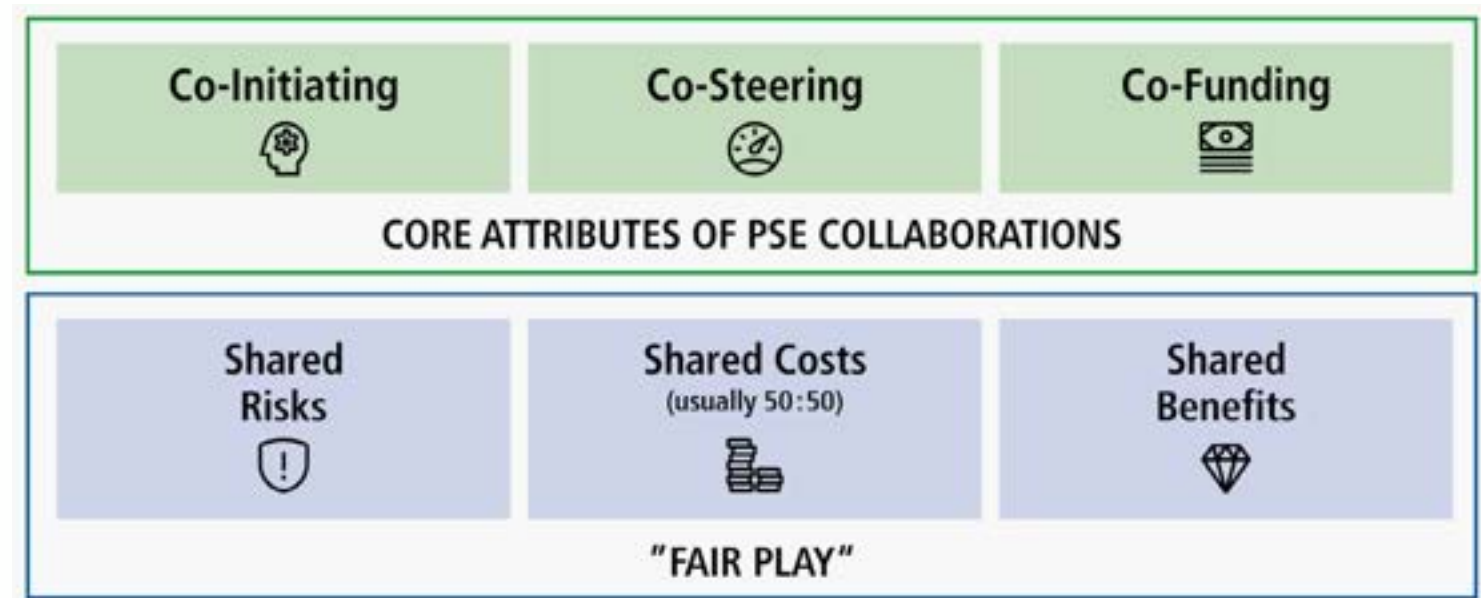 Co-Initiating
Co-Steering
Co-Funding
CORE ATTRIBUTES OF PSE COLLABORATIONS
Shared
Risks
Shared Costs
(usually 50:50)
Shared
Benefits
"FAIR PLAY“